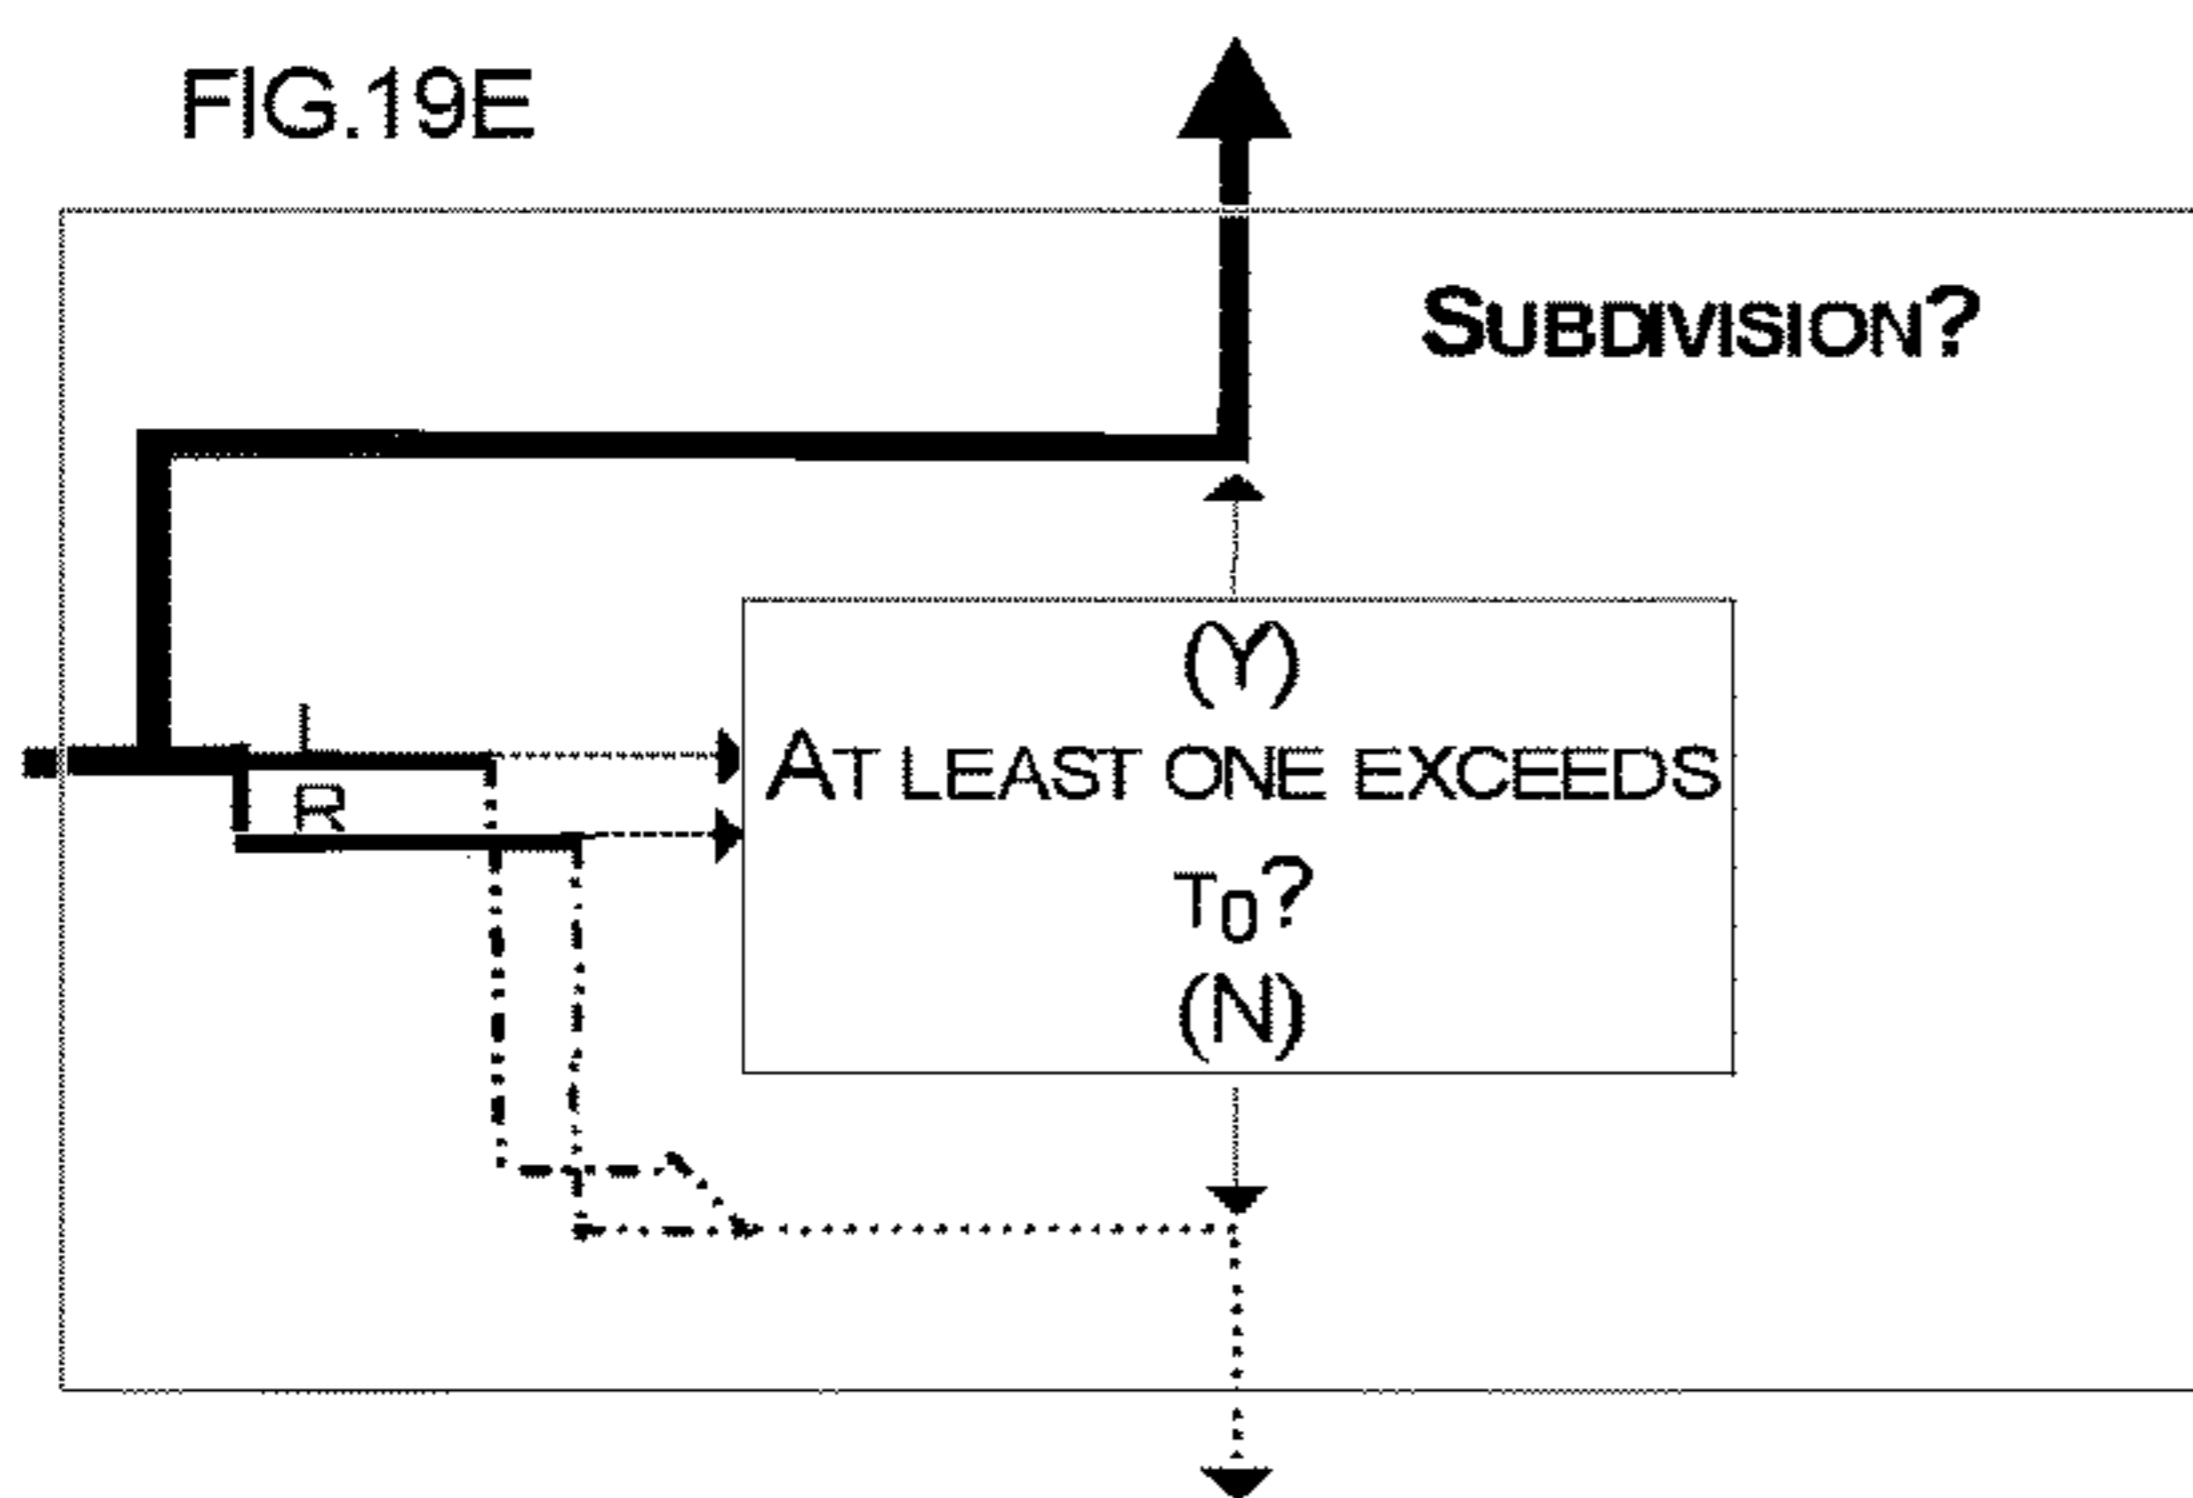 FIG.19E
SUBDIVISION?
(Y)
L
AT LEAST ONE EXCEEDS
R
T0?
(N)